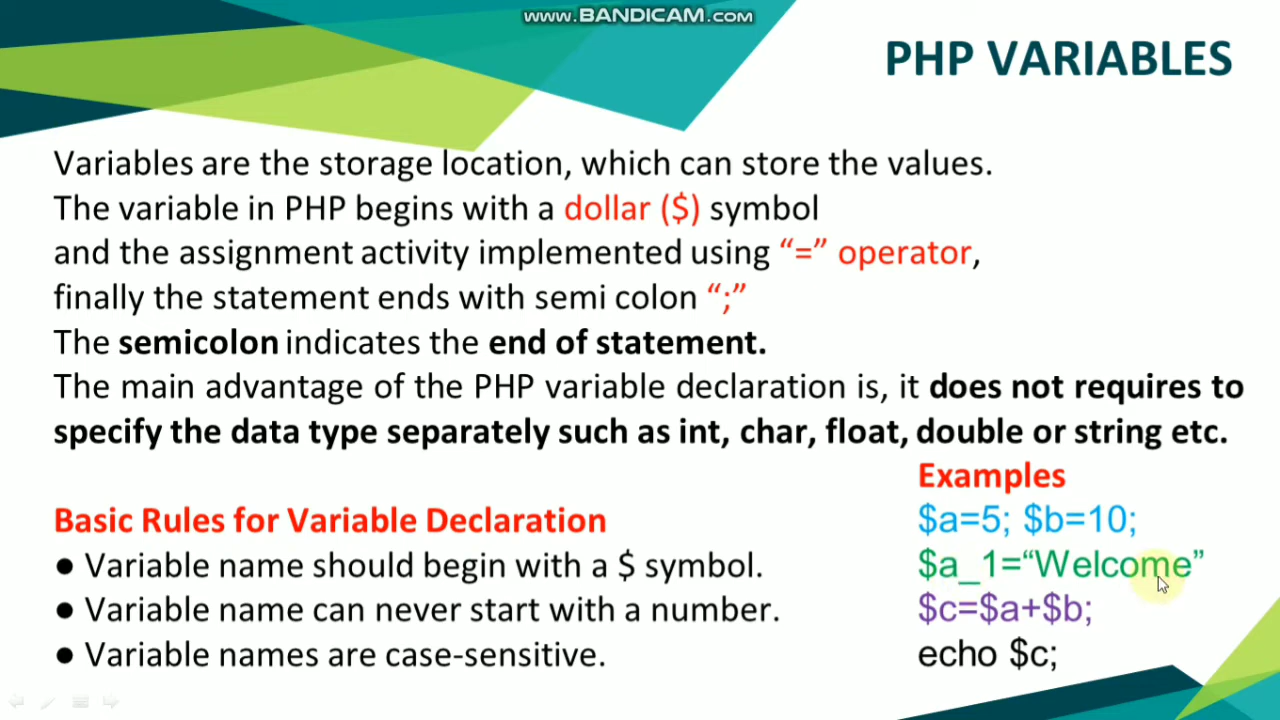 www.BANDICAM.com
PHP VARIABLES
Variables are the storage location, which can store the values.
The variable in PHP begins with a dollar ($) symbol
and the assignment activity implemented using “=” operator,
finally the statement ends with semi colon “;”
The semicolon indicates the end of statement.
The main advantage of the PHP variable declaration is, it does not requires to
specify the data type separately such as int, char, float, double or string etc.
Basic Rules for Variable Declaration
● Variable name should begin with a $ symbol.
● Variable name can never start with a number.
● Variable names are case-sensitive.
Examples
$a=5; $b=10;
$a_1=“Welcome”
$c=$a+$b;
echo $c;